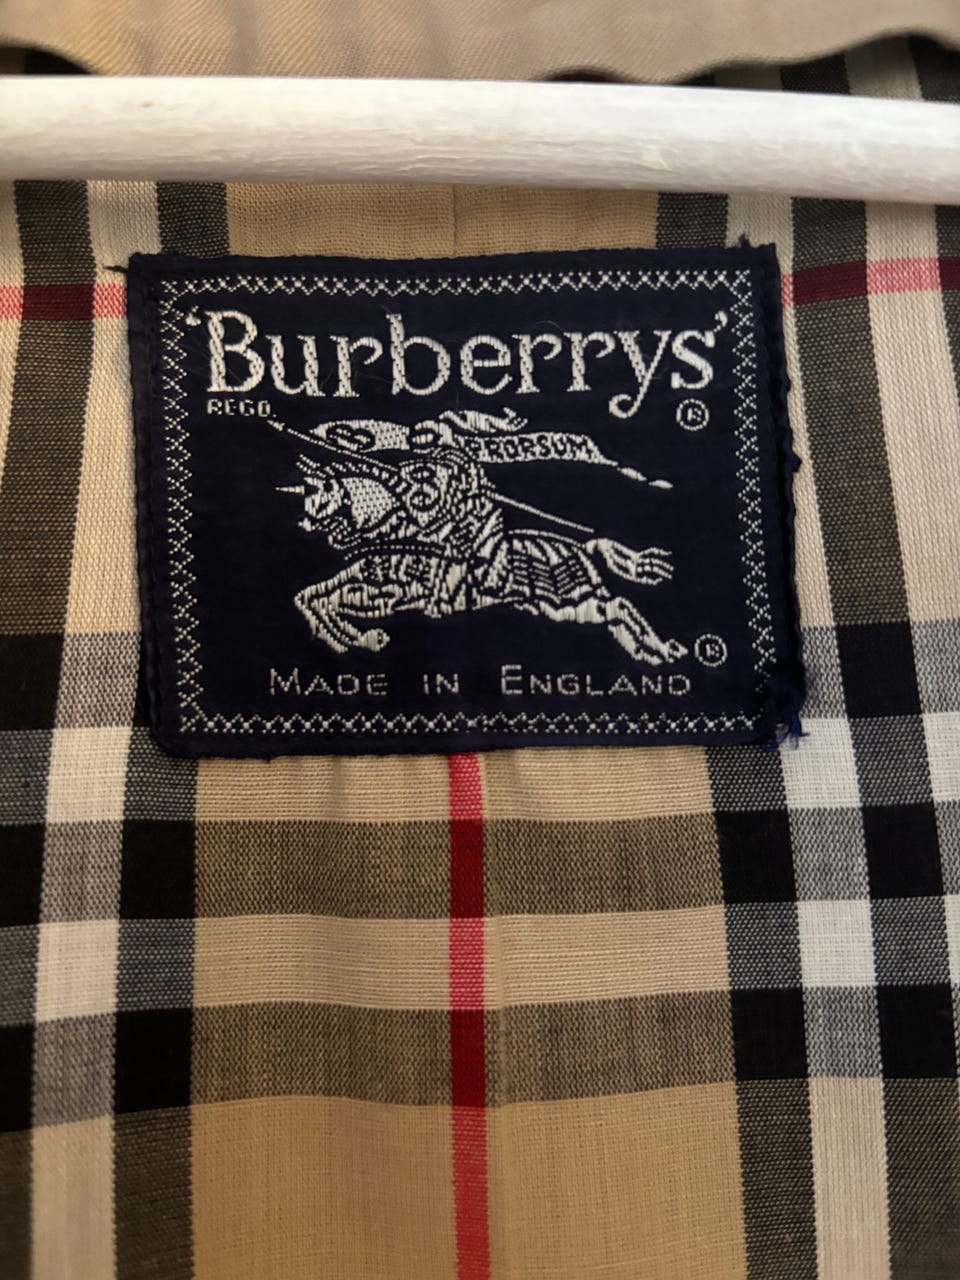 'Burberrys'
REGD. ®
PRORSUM
®
MADE IN ENGLAND